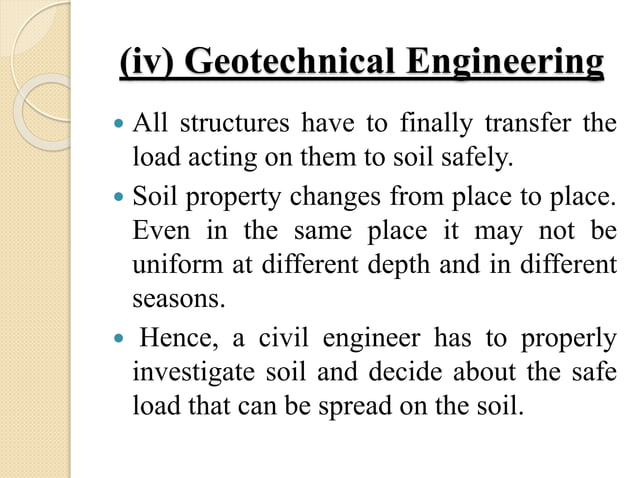 (iv) Geotechnical Engineering
• All structures have to finally transfer the
load acting on them to soil safely.
• Soil property changes from place to place.
Even in the same place it may not be
uniform at different depth and in different
seasons.
• Hence, a civil engineer has to properly
investigate soil and decide about the safe
load that can be spread on the soil.